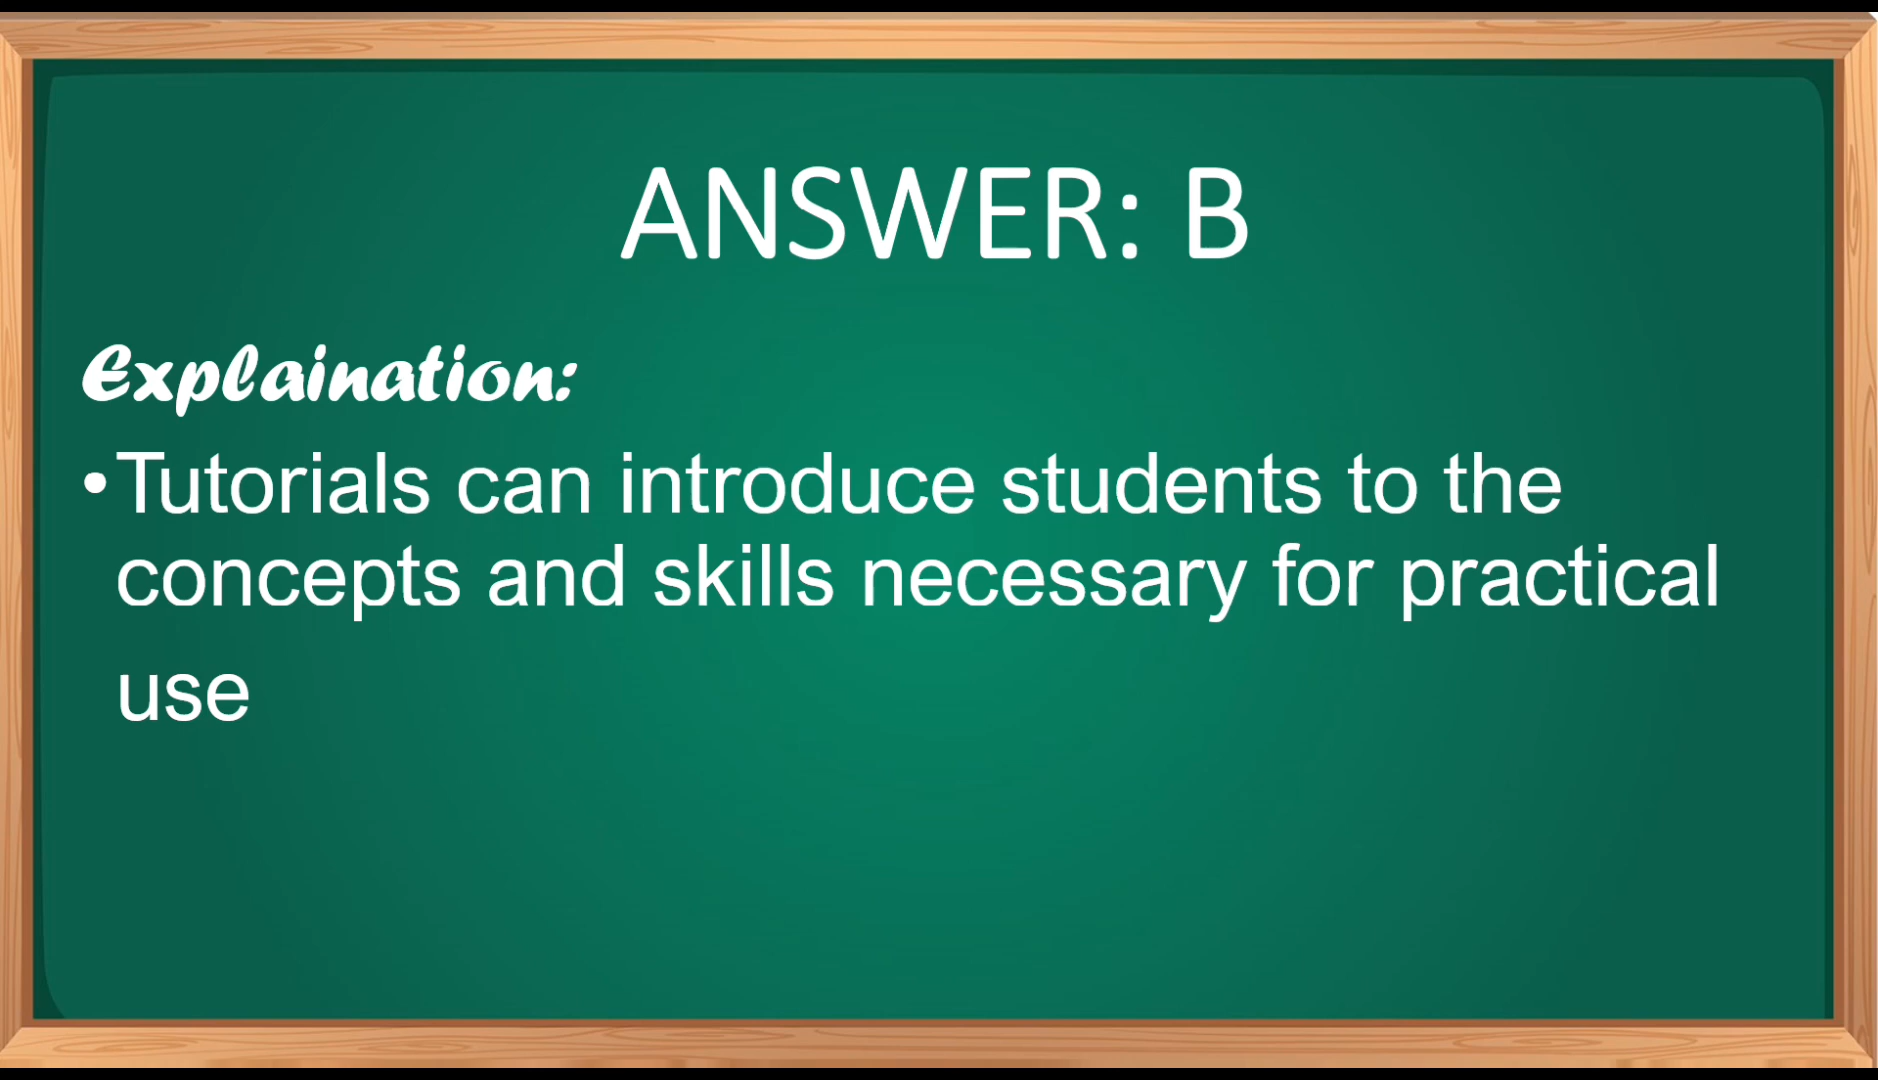 ANSWER: B
Explaination:
•Tutorials can introduce students to the
concepts and skills necessary for practical
use